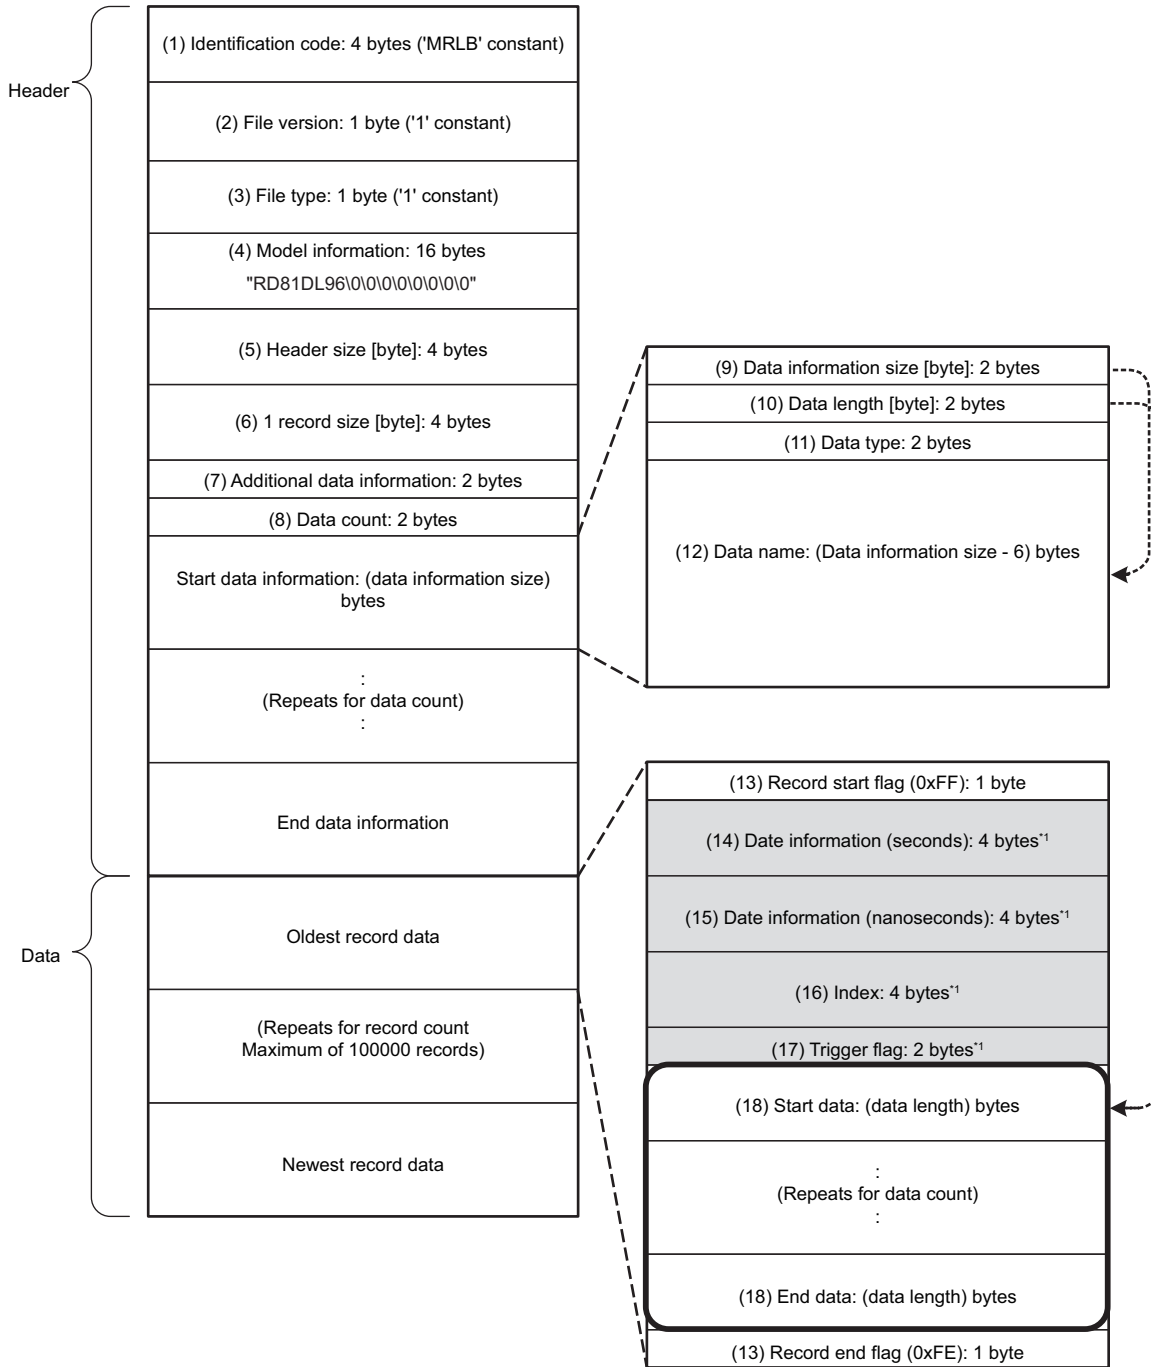 Header
(1) Identification code: 4 bytes ('MRLB' constant)
(2) File version: 1 byte ('1' constant)
(3) File type: 1 byte ('1' constant)
(4) Model information: 16 bytes
"RD81DL96\0\0\0\0\0\0\0\0"
(5) Header size [byte]: 4 bytes
(6) 1 record size [byte]: 4 bytes
(7) Additional data information: 2 bytes
(8) Data count: 2 bytes
Start data information: (data information size)
bytes
:
(Repeats for data count)
:
End data information
Data
Oldest record data
(Repeats for record count
Maximum of 100000 records)
Newest record data
(9) Data information size [byte]: 2 bytes
(10) Data length [byte]: 2 bytes
(11) Data type: 2 bytes
(12) Data name: (Data information size - 6) bytes
(13) Record start flag (0xFF): 1 byte
(14) Date information (seconds): 4 bytes*1
(15) Date information (nanoseconds): 4 bytes*1
(16) Index: 4 bytes*1
(17) Trigger flag: 2 bytes*1
(18) Start data: (data length) bytes
:
(Repeats for data count)
:
(18) End data: (data length) bytes
(13) Record end flag (0xFE): 1 byte